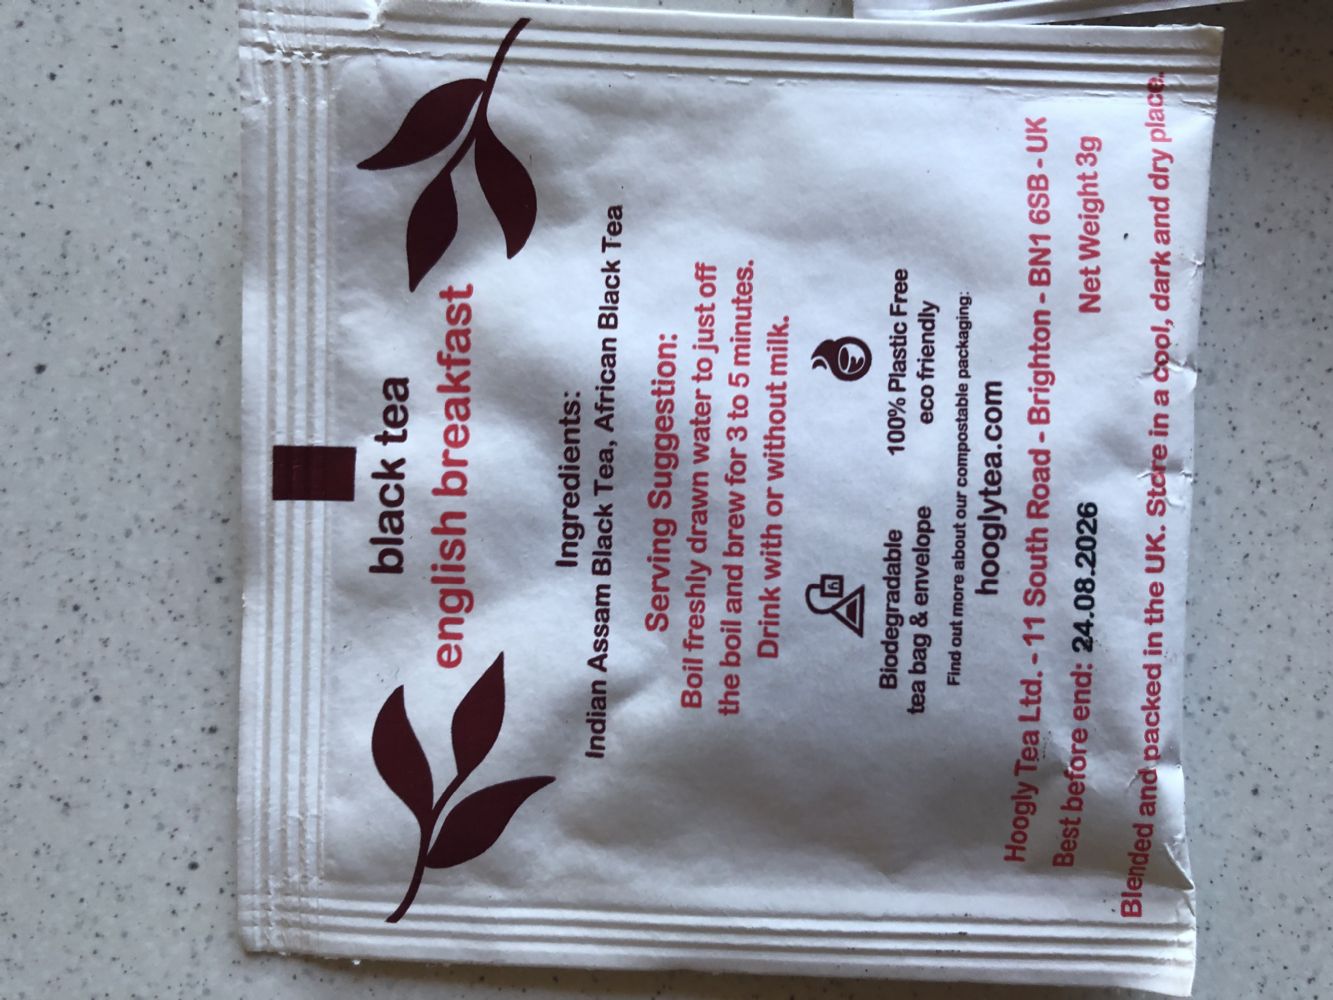 black tea
english breakfast
Ingredients:
Indian Assam Black Tea, African Black Tea
Serving Suggestion:
Boil freshly drawn water to just off
the boil and brew for 3 to 5 minutes.
Drink with or without milk.
Biodegradable
tea bag & envelope
100% Plastic Free
eco friendly
Find out more about our compostable packaging:
hooglytea.com
Hoogly Tea Ltd. - 11 South Road - Brighton - BN1 6SB - UK
Best before end: 24.08.2026 Net Weight 3g
Blended and packed in the UK. Store in a cool, dark and dry place.